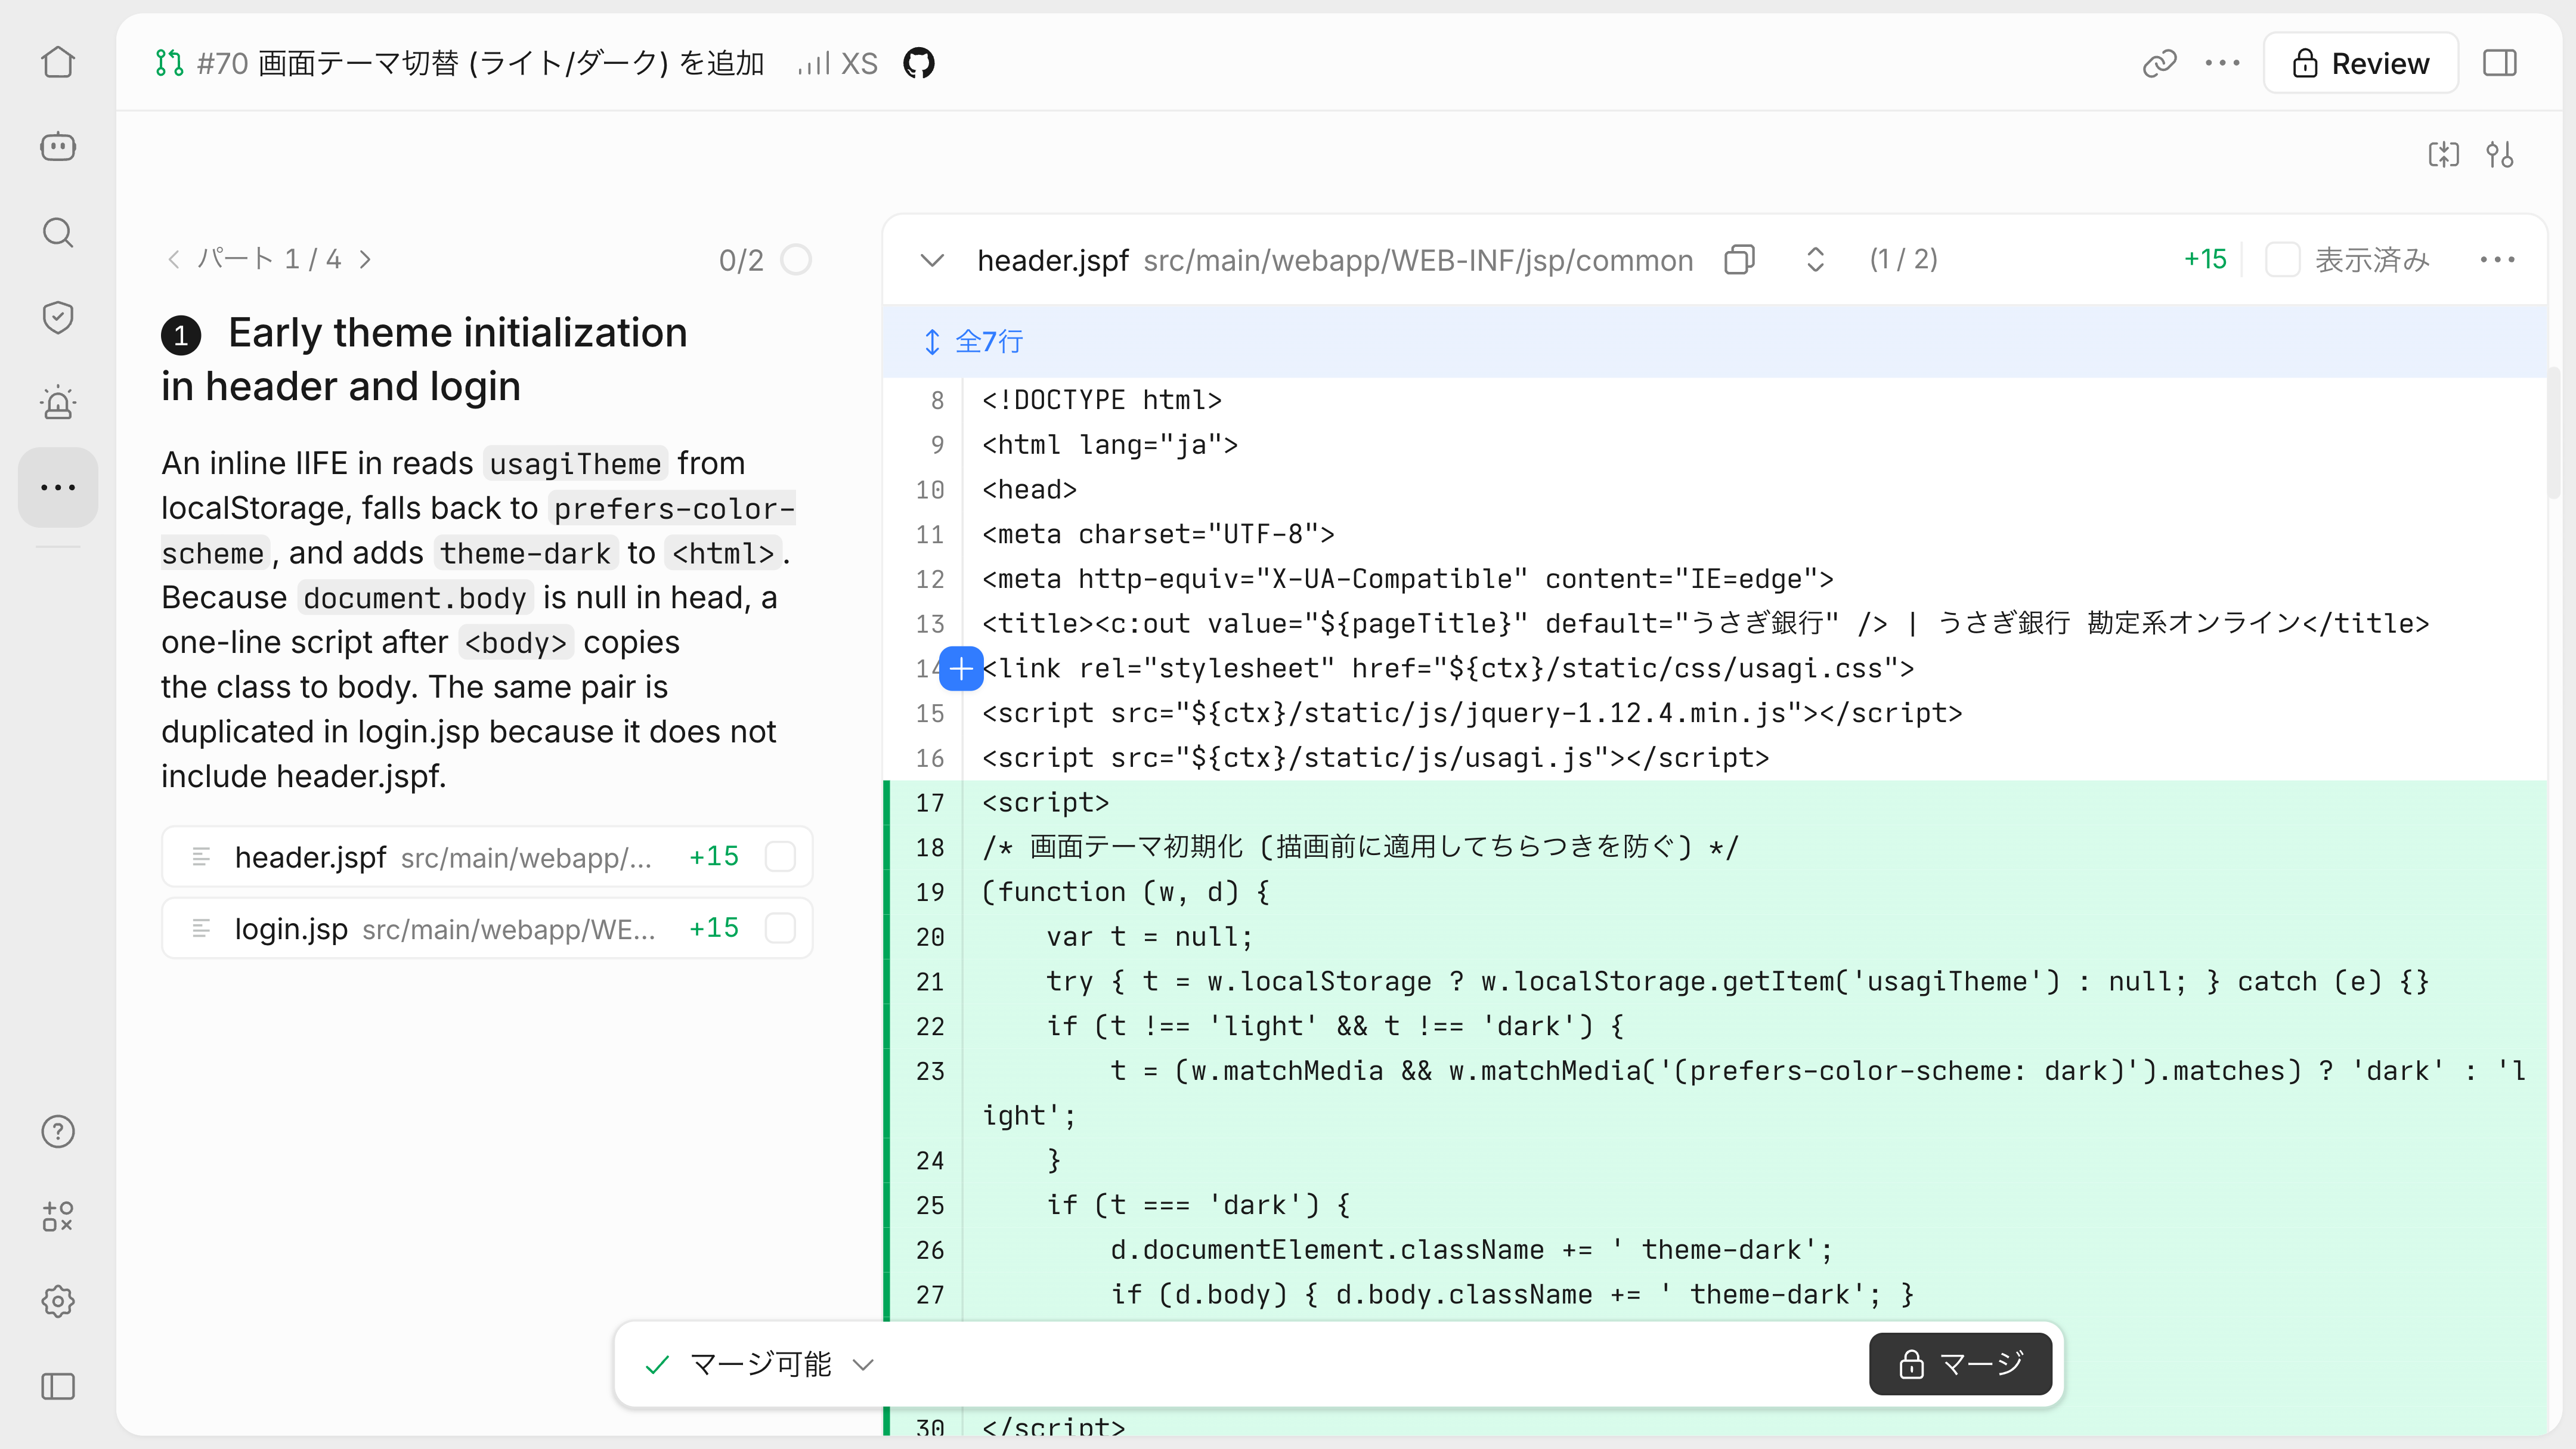 #70 画面テーマ切替 (ライト/ダーク) を追加 XS
Review
パート 1 / 4
0/2
1 Early theme initialization
in header and login
An inline IIFE in reads usagiTheme from
localStorage, falls back to prefers-color-
scheme, and adds theme-dark to <html>.
Because document.body is null in head, a
one-line script after <body> copies
the class to body. The same pair is
duplicated in login.jsp because it does not
include header.jspf.
header.jspf src/main/webapp/... +15
login.jsp src/main/webapp/WE... +15
header.jspf src/main/webapp/WEB-INF/jsp/common (1 / 2) +15 表示済み
全7行
8 <!DOCTYPE html>
9 <html lang="ja">
10 <head>
11 <meta charset="UTF-8">
12 <meta http-equiv="X-UA-Compatible" content="IE=edge">
13 <title><c:out value="${pageTitle}" default="うさぎ銀行" /> | うさぎ銀行 勘定系オンライン</title>
14 <link rel="stylesheet" href="${ctx}/static/css/usagi.css">
15 <script src="${ctx}/static/js/jquery-1.12.4.min.js"></script>
16 <script src="${ctx}/static/js/usagi.js"></script>
17 <script>
18 /* 画面テーマ初期化 (描画前に適用してちらつきを防ぐ) */
19 (function (w, d) {
20     var t = null;
21     try { t = w.localStorage ? w.localStorage.getItem('usagiTheme') : null; } catch (e) {}
22     if (t !== 'light' && t !== 'dark') {
23         t = (w.matchMedia && w.matchMedia('(prefers-color-scheme: dark)').matches) ? 'dark' : 'l
ight';
24     }
25     if (t === 'dark') {
26         d.documentElement.className += ' theme-dark';
27         if (d.body) { d.body.className += ' theme-dark'; }
30 </script>
マージ可能
マージ